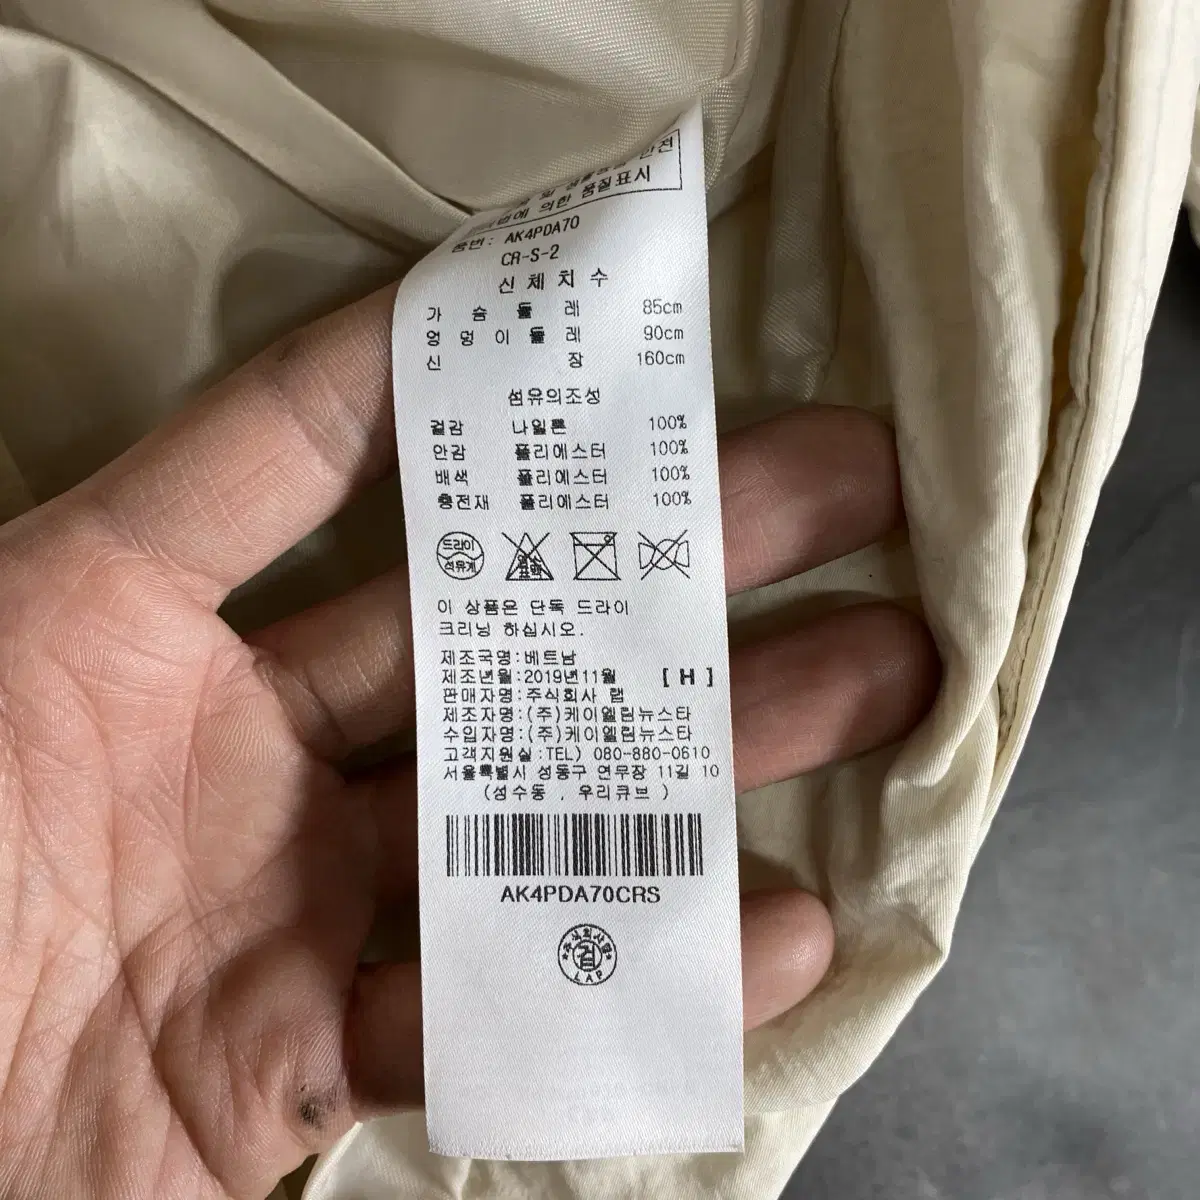 및
안전
에 의한 품질표시
품번: AK4PDA70
CR-S-2
신체치수
가슴둘레 85cm
엉덩이둘레 90cm
신장 160cm
섬유의조성
겉감 나일론 100%
안감 폴리에스터 100%
배색 폴리에스터 100%
충전재 폴리에스터 100%
드라이
석유계
이 상품은 단독 드라이
크리닝 하십시오.
제조국명:베트남
제조년월:2019년11월 [ H ]
판매자명:주식회사 랩
제조자명:(주)케이엘림뉴스타
수입자명:(주)케이엘림뉴스타
고객지원실:TEL) 080-880-0610
서울특별시 성동구 연무장 11길 10
(성수동 , 우리큐브 )
AK4PDA70CRS
검
LAP